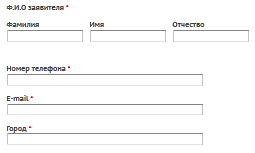 Ф.И.О заявителя *
Фамилия Имя Отчество
Номер телефона *
E-mail *
Город *